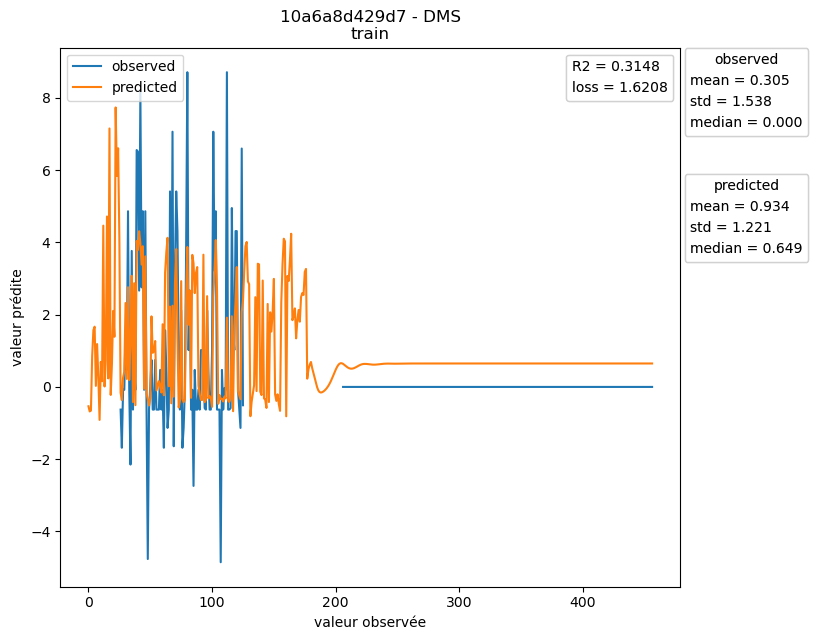 10a6a8d429d7 - DMS
train
observed
predicted
R2 = 0.3148
loss = 1.6208
observed
mean = 0.305
std = 1.538
median = 0.000
predicted
mean = 0.934
std = 1.221
median = 0.649
valeur prédite
8
6
4
2
0
−2
−4
0
100
200
300
400
valeur observée